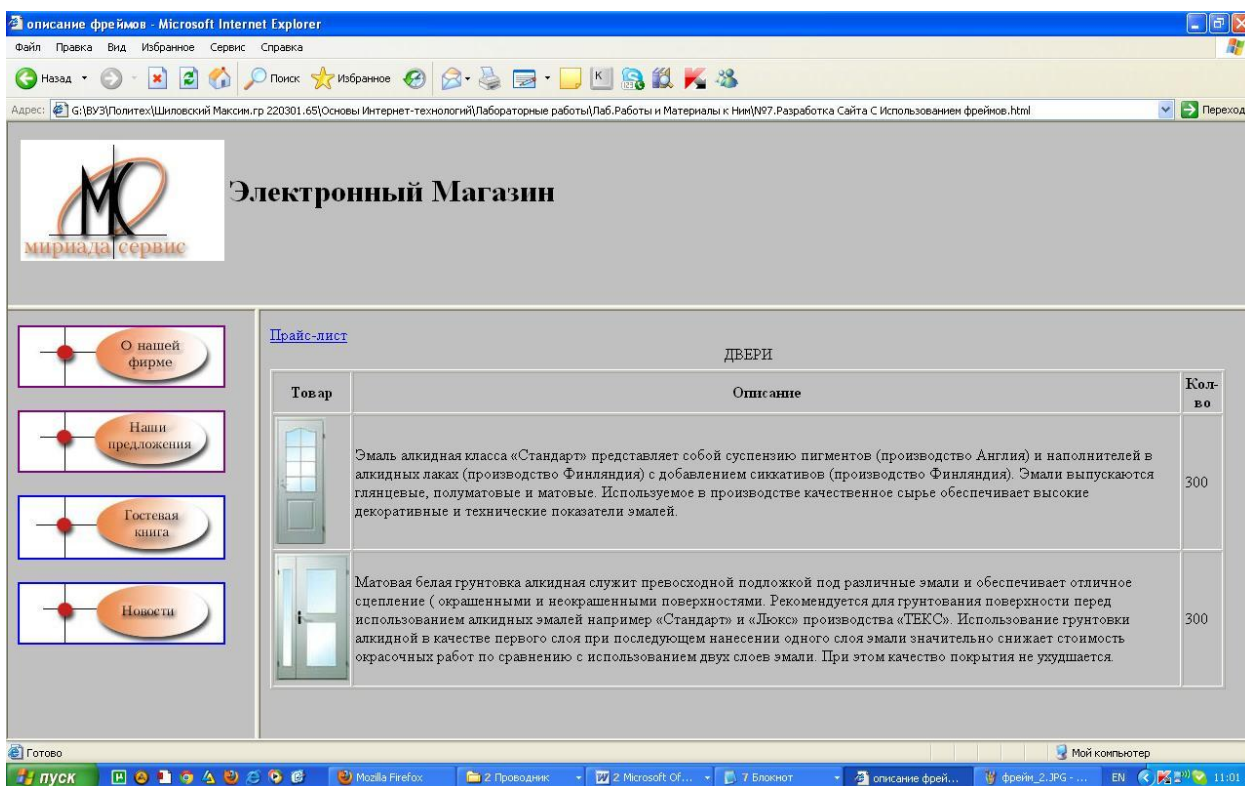 описание фреймов - Microsoft Internet Explorer
Файл Правка Вид Избранное Сервис Справка
Назад Поиск Избранное
Адрес: G:\ВУЗ\Политех\Шиловский Максим.гр 220301.65\Основы Интернет-технологий\Лабораторные работы\Лаб.Работы и Материалы к Ним\№7.Разработка Сайта С Использованием фреймов.html Переход
МС
мириада сервис
Электронный Магазин
О нашей
фирме
Наши
предложения
Гостевая
книга
Новости
Прайс-лист
ДВЕРИ
Товар Описание Кол-
во
Эмаль алкидная класса «Стандарт» представляет собой суспензию пигментов (производство Англия) и наполнителей в
алкидных лаках (производство Финляндия) с добавлением сиккативов (производство Финляндия). Эмали выпускаются
глянцевые, полуматовые и матовые. Используемое в производстве качественное сырье обеспечивает высокие
декоративные и технические показатели эмалей.
300
Матовая белая грунтовка алкидная служит превосходной подложкой под различные эмали и обеспечивает отличное
сцепление ( окрашенными и неокрашенными поверхностями. Рекомендуется для грунтования поверхности перед
использованием алкидных эмалей например «Стандарт» и «Люкс» производства «ТЕКС». Использование грунтовки
алкидной в качестве первого слоя при последующем нанесении одного слоя эмали значительно снижает стоимость
окрасочных работ по сравнению с использованием двух слоев эмали. При этом качество покрытия не ухудшается.
300
Готово Мой компьютер
пуск Mozilla Firefox 2 Проводник 2 Microsoft Of... 7 Блокнот описание фрей... фрейм_2.JPG - ... EN 11:01